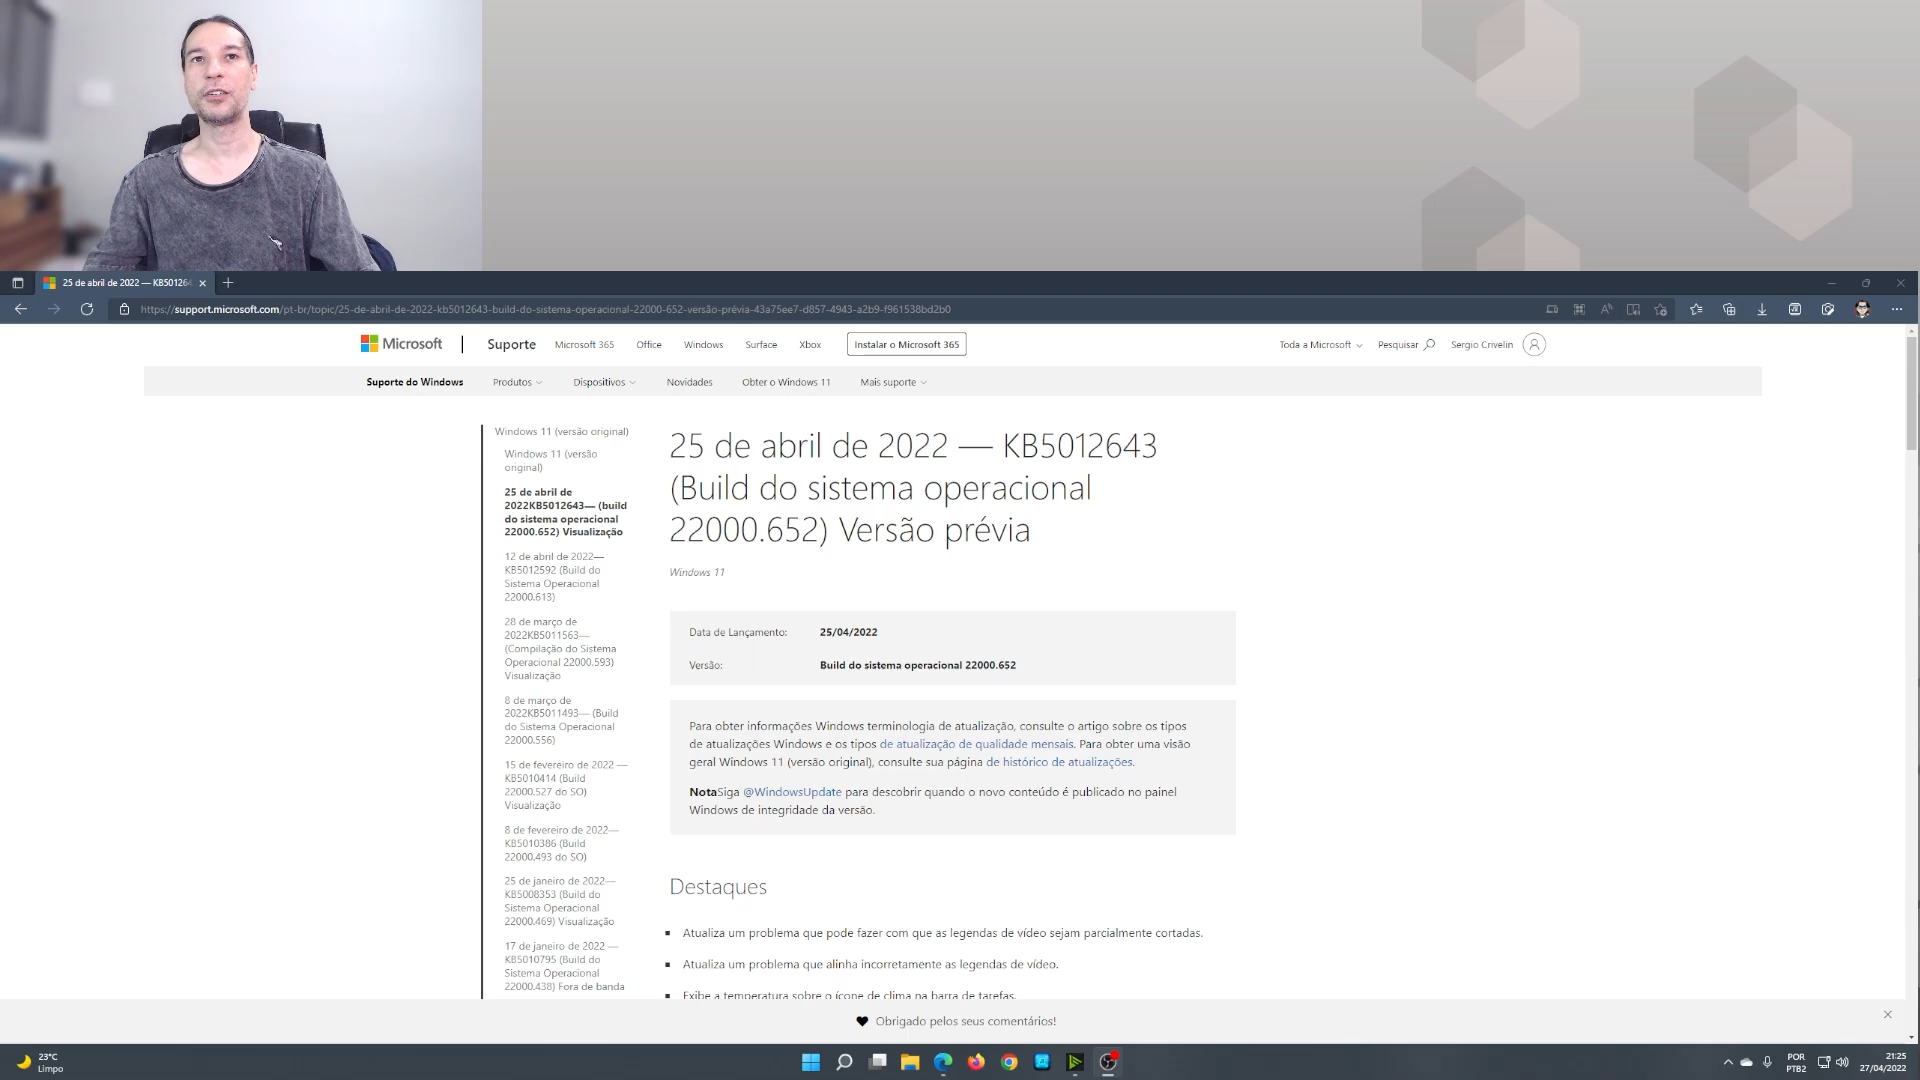 25 de abril de 2022 — KB501264
https://support.microsoft.com/pt-br/topic/25-de-abril-de-2022-kb5012643-build-do-sistema-operacional-22000-652-versão-prévia-43a75ee7-d857-4943-a2b9-f961538bd2b0
Microsoft
Suporte
Microsoft 365
Office
Windows
Surface
Xbox
Instalar o Microsoft 365
Toda a Microsoft
Pesquisar
Sergio Crivelin
Suporte do Windows
Produtos
Dispositivos
Novidades
Obter o Windows 11
Mais suporte
Windows 11 (versão original)
Windows 11 (versão
original)
25 de abril de
2022KB5012643— (build
do sistema operacional
22000.652) Visualização
12 de abril de 2022—
KB5012592 (Build do
Sistema Operacional
22000.613)
28 de março de
2022KB5011563—
(Compilação do Sistema
Operacional 22000.593)
Visualização
8 de março de
2022KB5011493— (Build
do Sistema Operacional
22000.556)
15 de fevereiro de 2022 —
KB5010414 (Build
22000.527 do SO)
Visualização
8 de fevereiro de 2022—
KB5010386 (Build
22000.493 do SO)
25 de janeiro de 2022—
KB5008353 (Build do
Sistema Operacional
22000.469) Visualização
17 de janeiro de 2022 —
KB5010795 (Build do
Sistema Operacional
22000.438) Fora de banda
25 de abril de 2022 — KB5012643
(Build do sistema operacional
22000.652) Versão prévia
Windows 11
Data de Lançamento:
25/04/2022
Versão:
Build do sistema operacional 22000.652
Para obter informações Windows terminologia de atualização, consulte o artigo sobre os tipos
de atualizações Windows e os tipos de atualização de qualidade mensais. Para obter uma visão
geral Windows 11 (versão original), consulte sua página de histórico de atualizações.
NotaSiga @WindowsUpdate para descobrir quando o novo conteúdo é publicado no painel
Windows de integridade da versão.
Destaques
Atualiza um problema que pode fazer com que as legendas de vídeo sejam parcialmente cortadas.
Atualiza um problema que alinha incorretamente as legendas de vídeo.
Exibe a temperatura sobre o ícone de clima na barra de tarefas.
Obrigado pelos seus comentários!
23°C
Limpo
POR
PTB2
21:25
27/04/2022